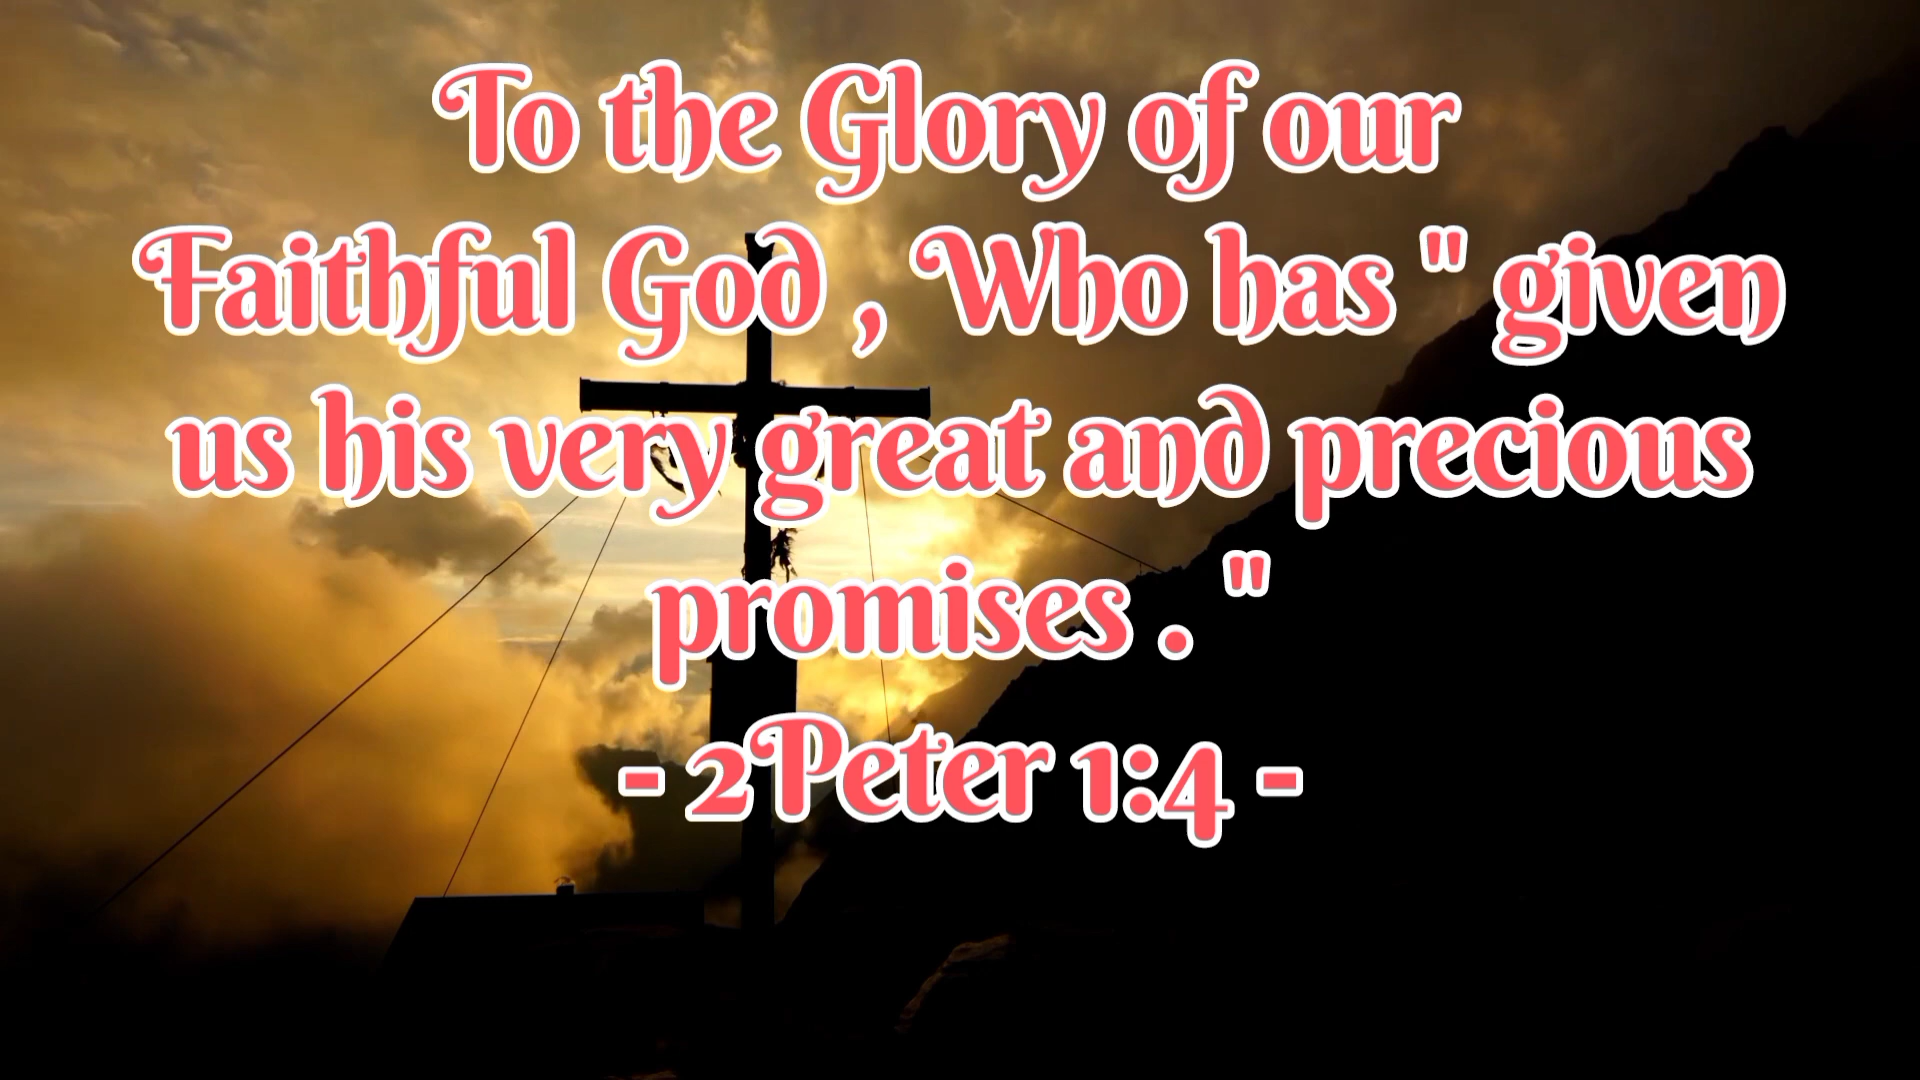 To the Glory of our
Faithful God , Who has " given
us his very great and precious
promises . "
- 2Peter 1:4 -